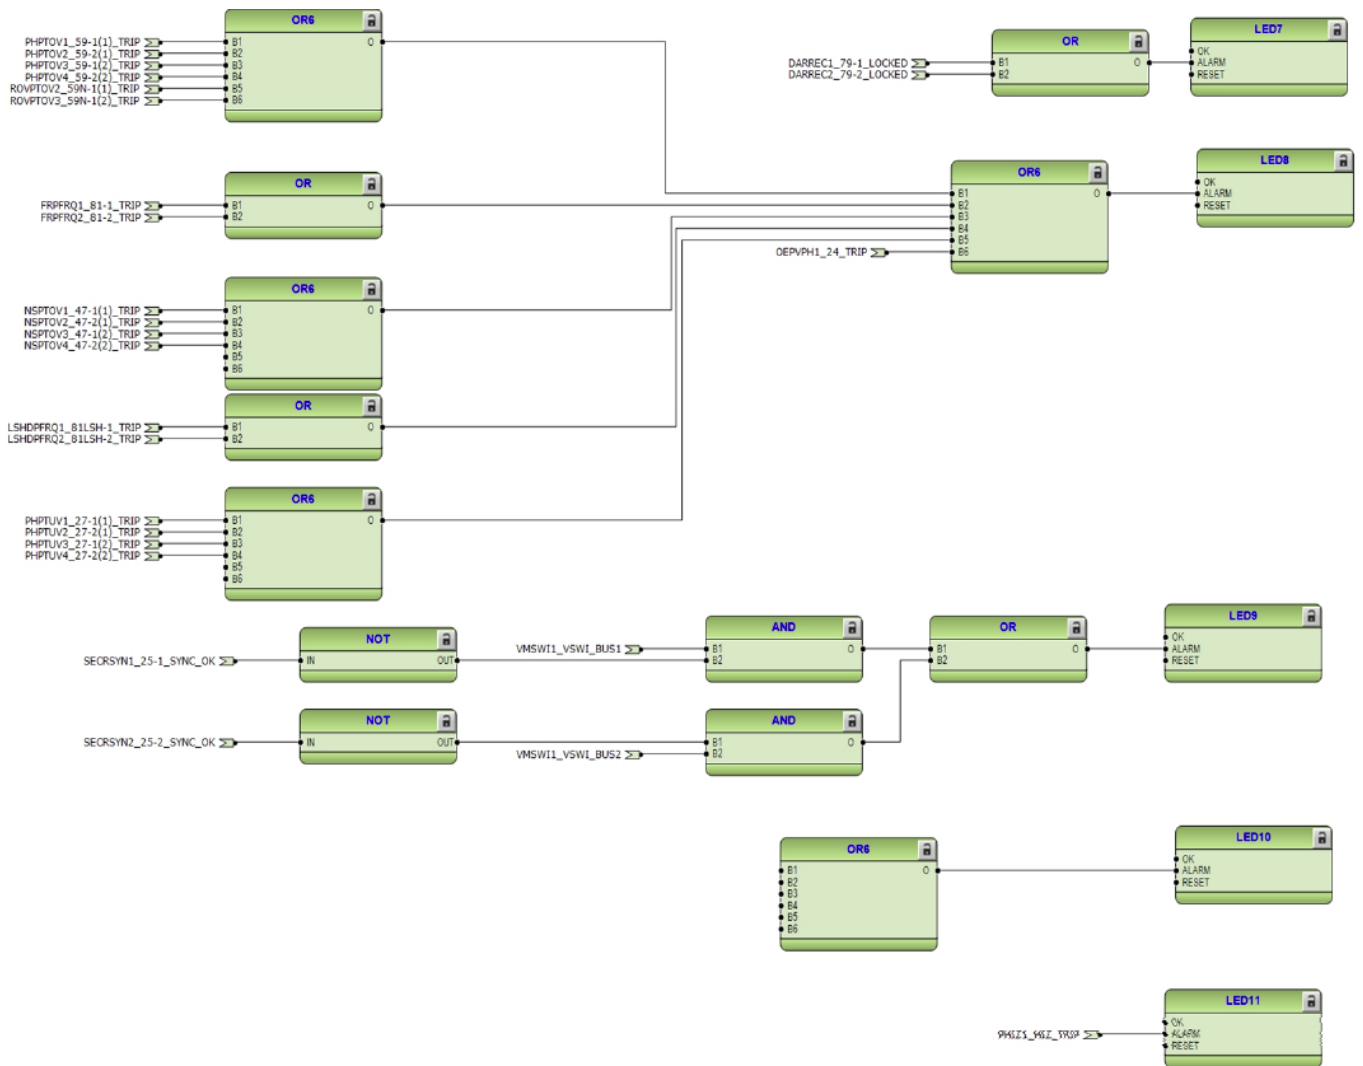 OR6
PHPTOV1_59-1(1)_TRIP B1 O
PHPTOV2_59-2(1)_TRIP B2
PHPTOV3_59-1(2)_TRIP B3
PHPTOV4_59-2(2)_TRIP B4
ROVPTOV2_59N-1(1)_TRIP B5
ROVPTOV3_59N-1(2)_TRIP B6
OR
DARREC1_79-1_LOCKED B1 O
DARREC2_79-2_LOCKED B2
LED7
OK
ALARM
RESET
OR
FRPFRQ1_81-1_TRIP B1 O
FRPFRQ2_81-2_TRIP B2
OR6
B1 O
B2
B3
B4
B5
OEPVPH1_24_TRIP B6
LED8
OK
ALARM
RESET
OR6
NSPTOV1_47-1(1)_TRIP B1 O
NSPTOV2_47-2(1)_TRIP B2
NSPTOV3_47-1(2)_TRIP B3
NSPTOV4_47-2(2)_TRIP B4
B5
B6
OR
LSHDPFRQ1_81LSH-1_TRIP B1 O
LSHDPFRQ2_81LSH-2_TRIP B2
OR6
PHPTUV1_27-1(1)_TRIP B1 O
PHPTUV2_27-2(1)_TRIP B2
PHPTUV3_27-1(2)_TRIP B3
PHPTUV4_27-2(2)_TRIP B4
B5
B6
NOT
SECRSYN1_25-1_SYNC_OK IN OUT
AND
VMSWI1_VSWI_BUS1 B1 O
B2
OR
B1 O
B2
LED9
OK
ALARM
RESET
NOT
SECRSYN2_25-2_SYNC_OK IN OUT
AND
B1 O
VMSWI1_VSWI_BUS2 B2
OR6
B1 O
B2
B3
B4
B5
B6
LED10
OK
ALARM
RESET
LED11
OK
ALARM
RESET